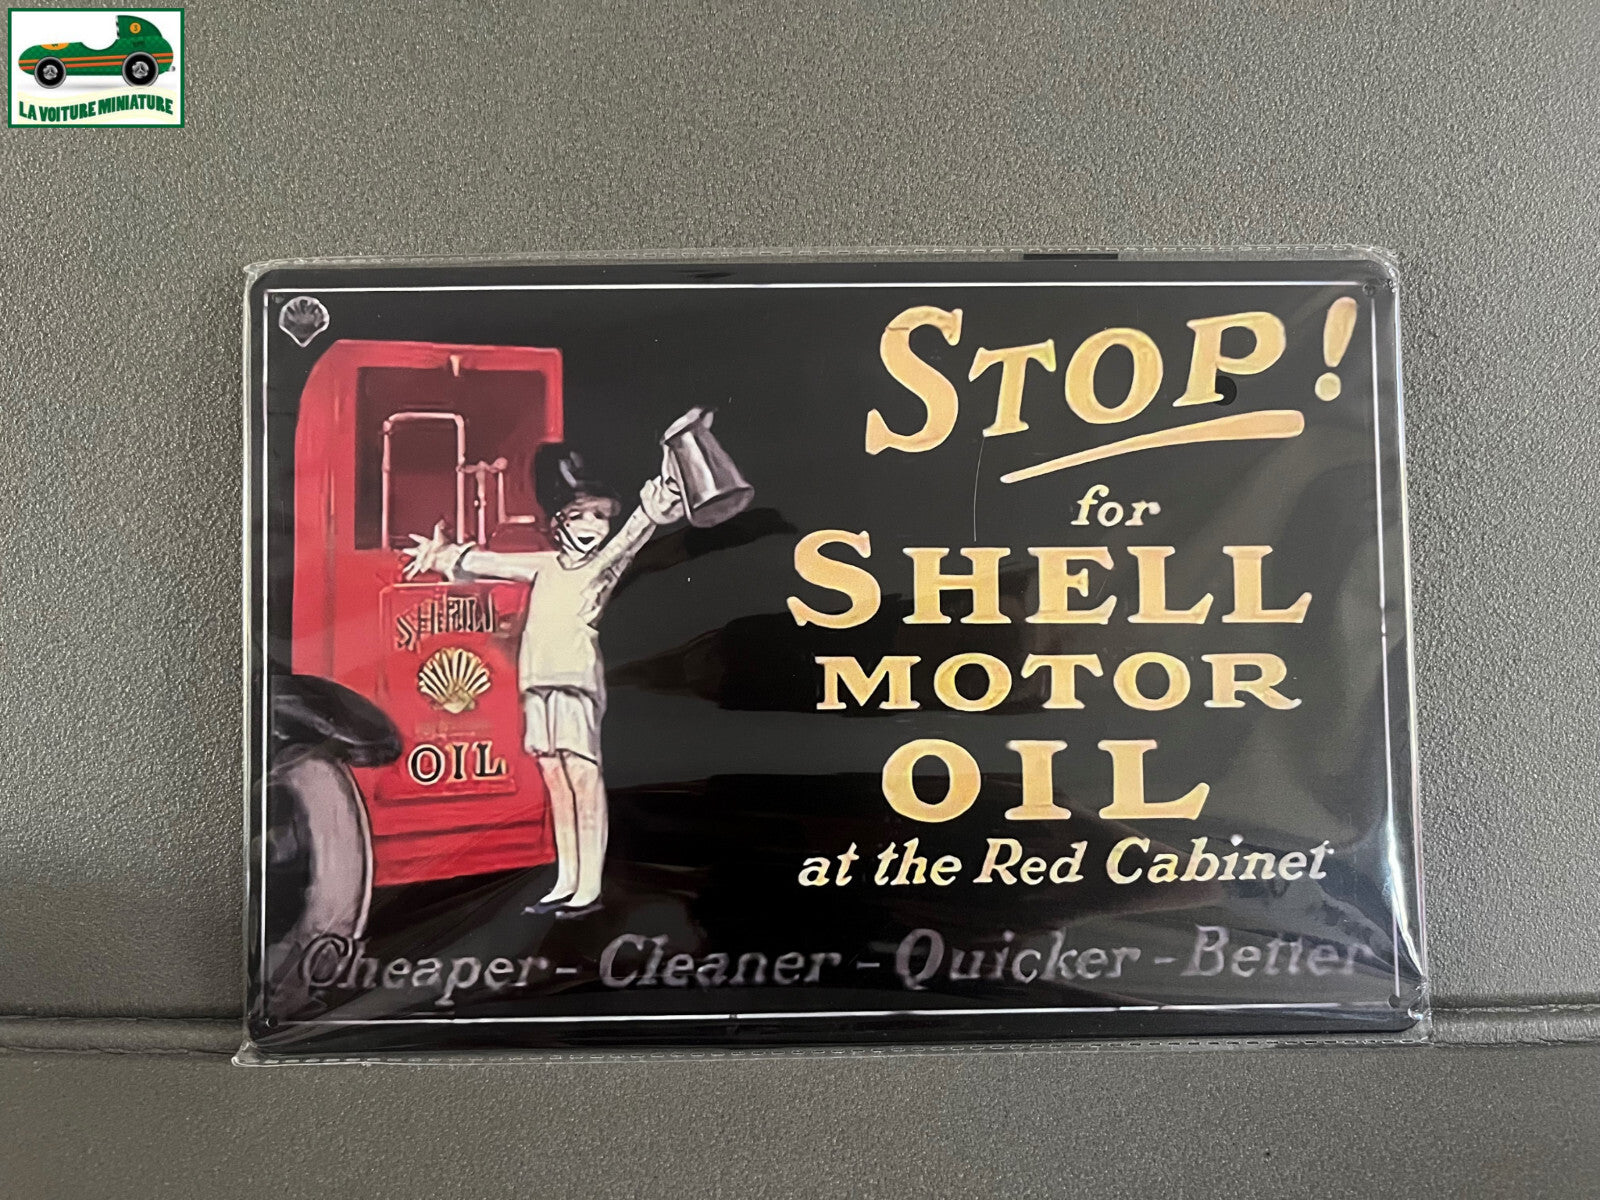 LA VOITURE MINIATURE
STOP!
for
SHELL
MOTOR
OIL
at the Red Cabinet
OIL
Cheaper - Cleaner - Quicker - Better